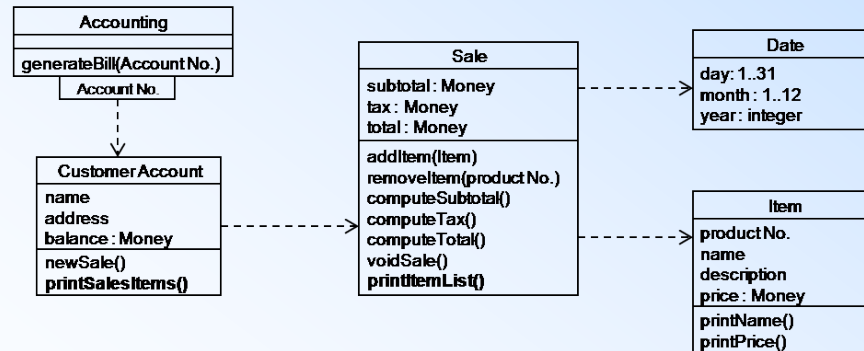 Accounting
generateBill(Account No.)
Account No.
Customer Account
name
address
balance : Money
newSale()
printSalesItems()
Sale
subtotal : Money
tax : Money
total : Money
addItem(Item)
removeItem(product No.)
computeSubtotal()
computeTax()
computeTotal()
voidSale()
printItemList()
Date
day: 1..31
month : 1..12
year : integer
Item
product No.
name
description
price : Money
printName()
printPrice()